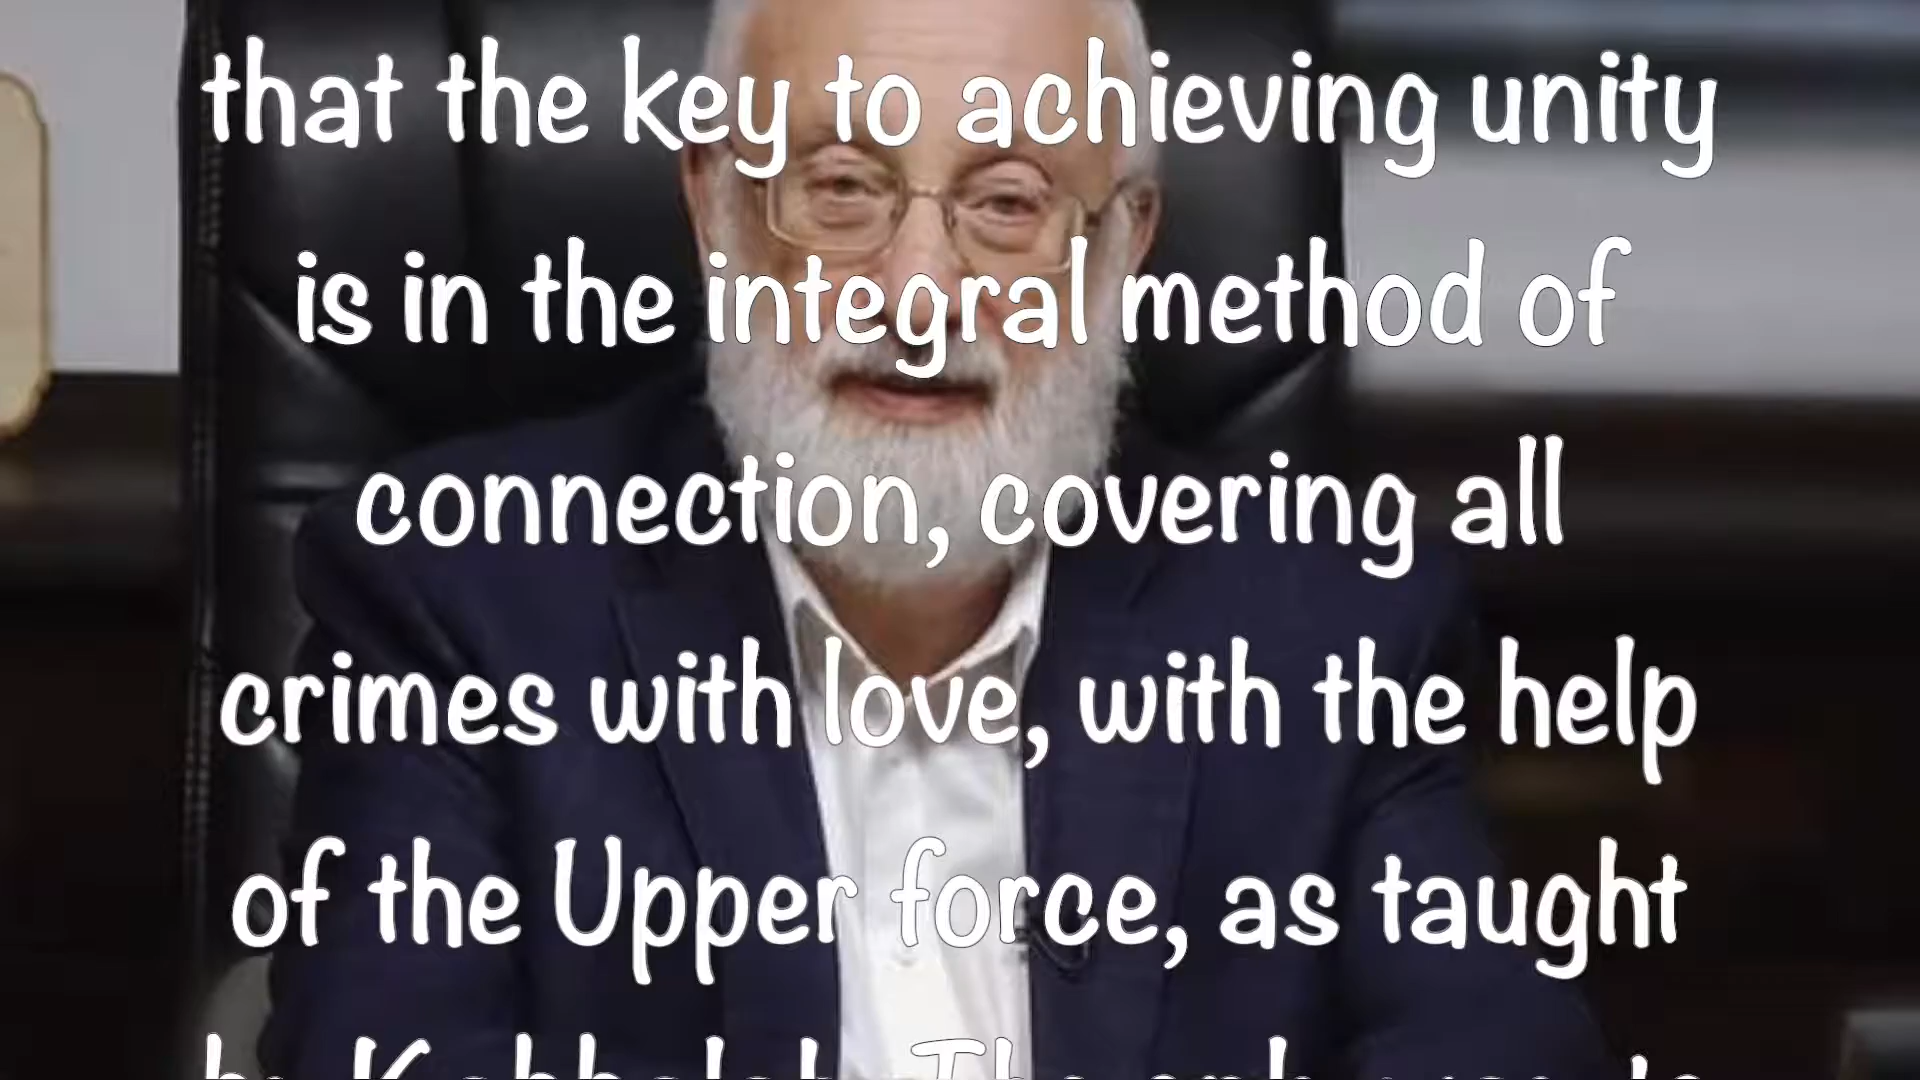 that the key to achieving unity
is in the integral method of
connection, covering all
crimes with love, with the help
of the Upper force, as taught